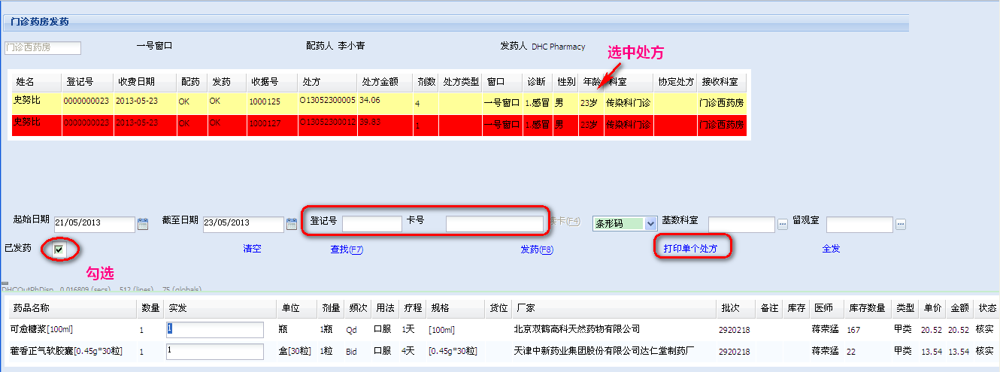 门诊药房发药
门诊西药房 一号窗口 配药人 李小青 发药人 DHC Pharmacy
选中处方
姓名 登记号 收费日期 配药 发药 收据号 处方 处方金额 剂数 处方类型 窗口 诊断 性别 年龄 科室 协定处方 接收科室
史努比 0000000023 2013-05-23 OK OK 1000125 O13052300005 34.06 4 一号窗口 1.感冒 男 23岁 传染科门诊 门诊西药房
史努比 0000000023 2013-05-23 OK OK 1000127 O13052300012 39.83 1 一号窗口 1.感冒 男 23岁 传染科门诊 门诊西药房
起始日期 21/05/2013 截至日期 23/05/2013 登记号 卡号 读卡(F4) 条形码 基数科室 ... 留观室 ...
已发药 清空 查找(F7) 发药(F8) 打印单个处方 全发
勾选
DHCOutPhDisp 0.016809 (secs) 512 (lines) 75 (globals)
药品名称 数量 实发 单位 剂量 频次 用法 疗程 规格 货位 厂家 批次 备注 库存 医师 库存数量 类型 单价 金额 状态
可愈糖浆[100ml] 1 1 瓶 1瓶 Qd 口服 1天 [100ml] 北京双鹤高科天然药物有限公司 2920218 蒋荣猛 167 甲类 20.52 20.52 核实
藿香正气软胶囊[0.45g*30粒] 1 1 盒[30粒] 1粒 Bid 口服 4天 [0.45g*30粒] 天津中新药业集团股份有限公司达仁堂制药厂 2920218 蒋荣猛 22 甲类 13.54 13.54 核实